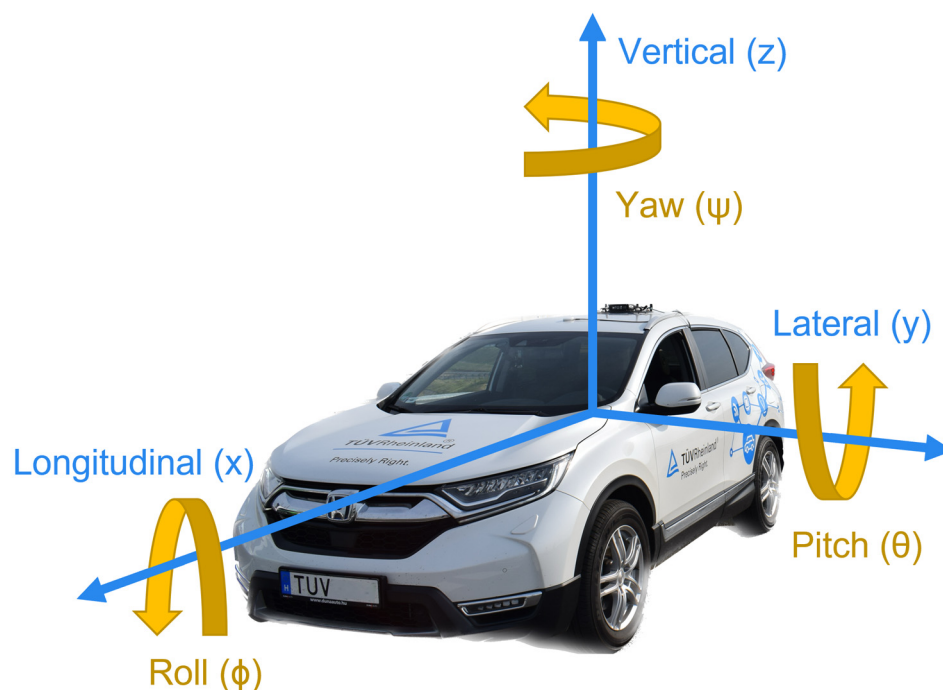 Vertical (z)
Yaw (ψ)
Lateral (y)
Longitudinal (x)
TÜVRheinland®
Precisely Right.
TÜVRheinland®
Precisely Right.
Pitch (θ)
H TUV
Roll (ϕ)